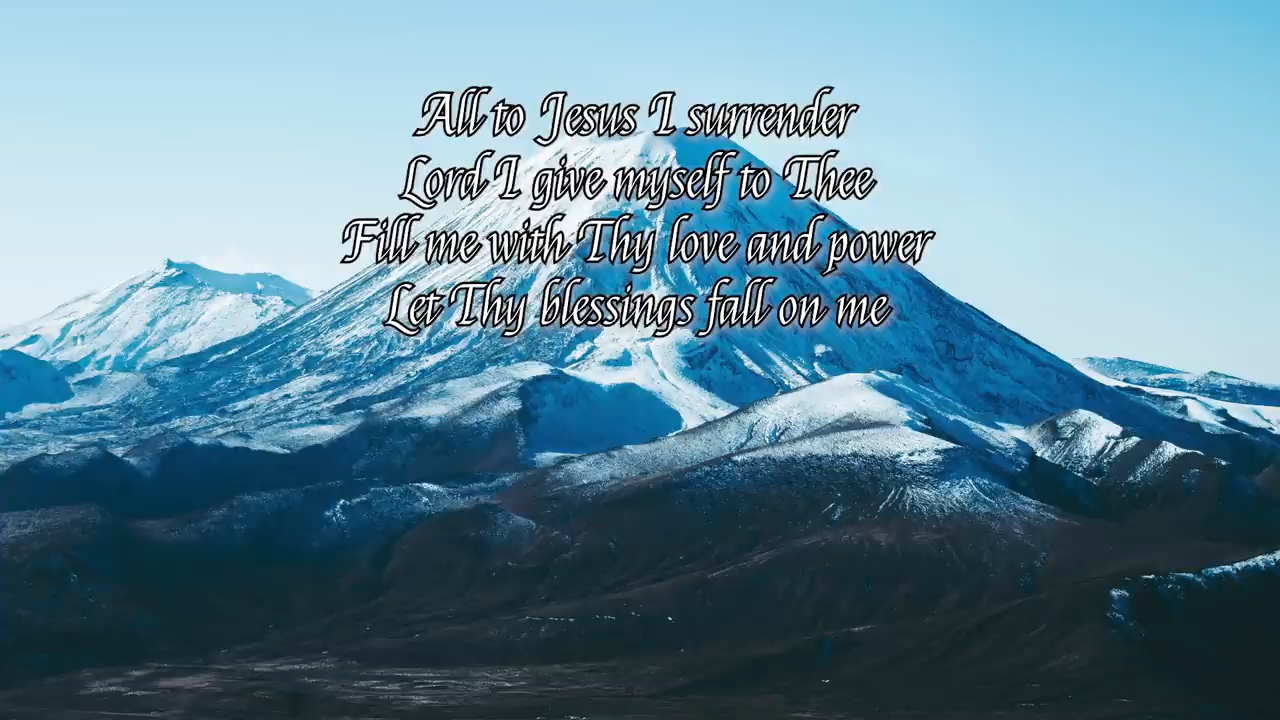 All to Jesus I surrender
Lord I give myself to Thee
Fill me with Thy love and power
Let Thy blessings fall on me